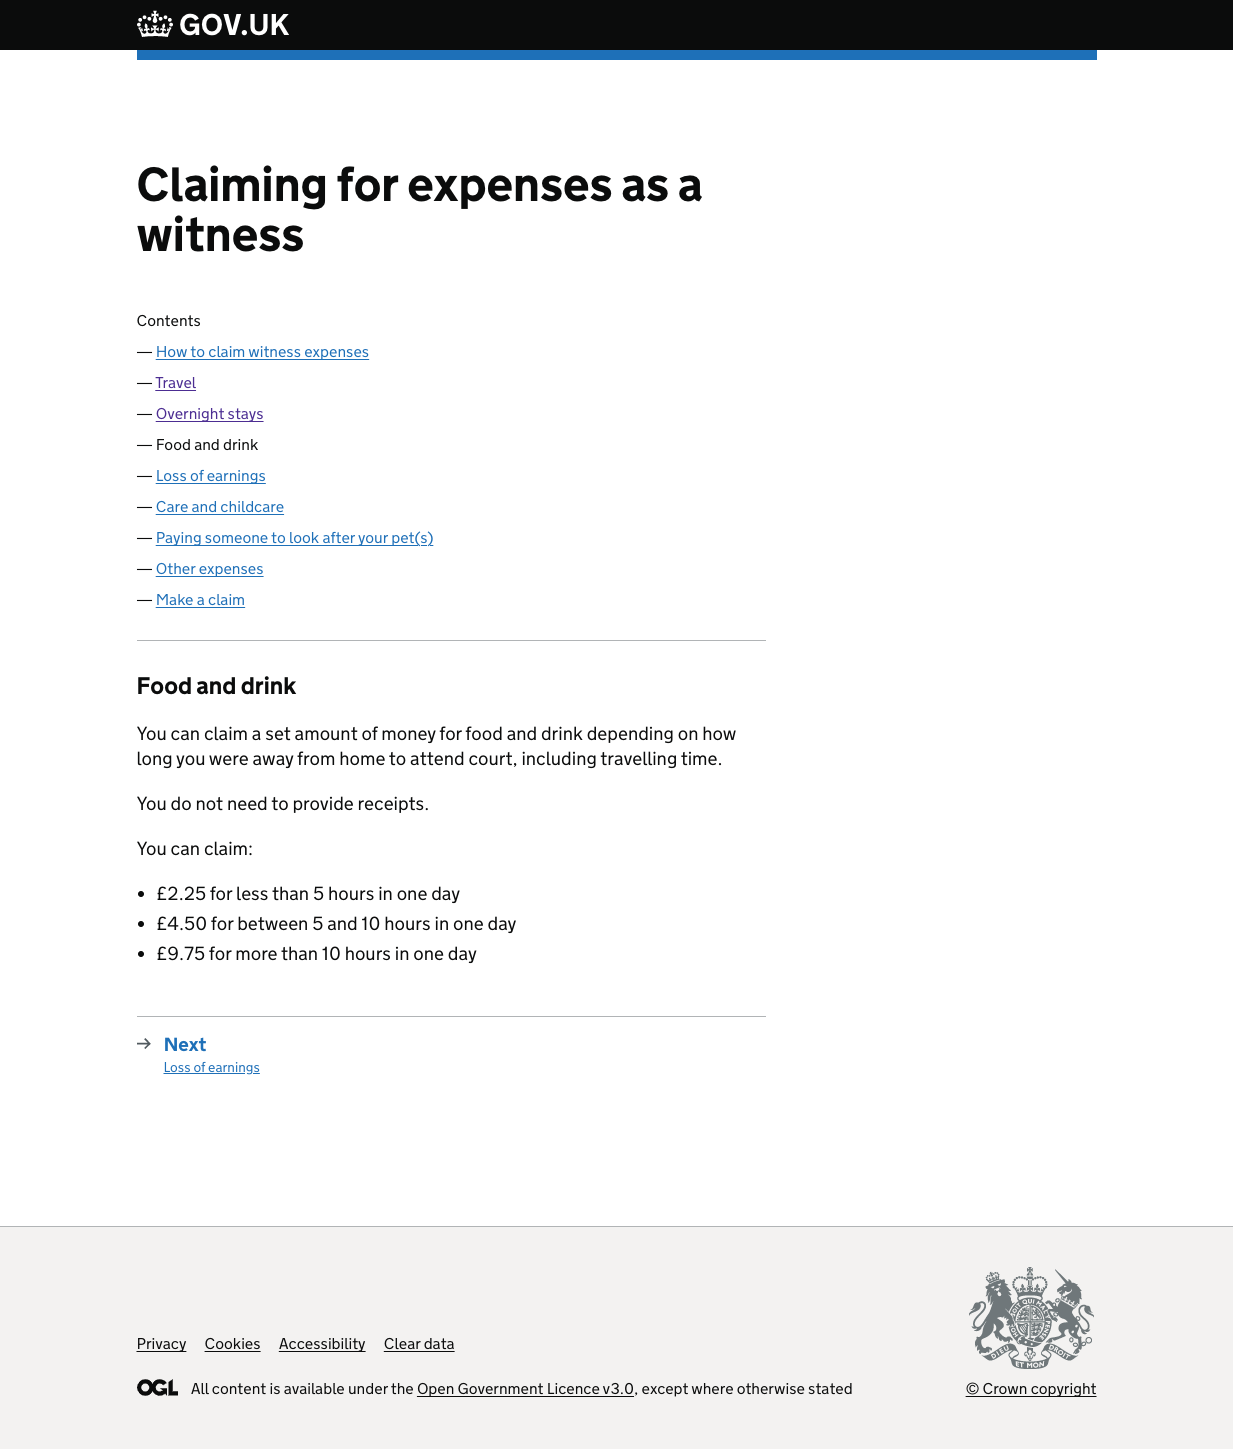 GOV.UK
Claiming for expenses as a
witness
Contents
— How to claim witness expenses
— Travel
— Overnight stays
— Food and drink
— Loss of earnings
— Care and childcare
— Paying someone to look after your pet(s)
— Other expenses
— Make a claim
Food and drink
You can claim a set amount of money for food and drink depending on how
long you were away from home to attend court, including travelling time.
You do not need to provide receipts.
You can claim:
• £2.25 for less than 5 hours in one day
• £4.50 for between 5 and 10 hours in one day
• £9.75 for more than 10 hours in one day
→ Next
Loss of earnings
Privacy Cookies Accessibility Clear data
OGL All content is available under the Open Government Licence v3.0, except where otherwise stated
DIEU ET MON DROIT
© Crown copyright